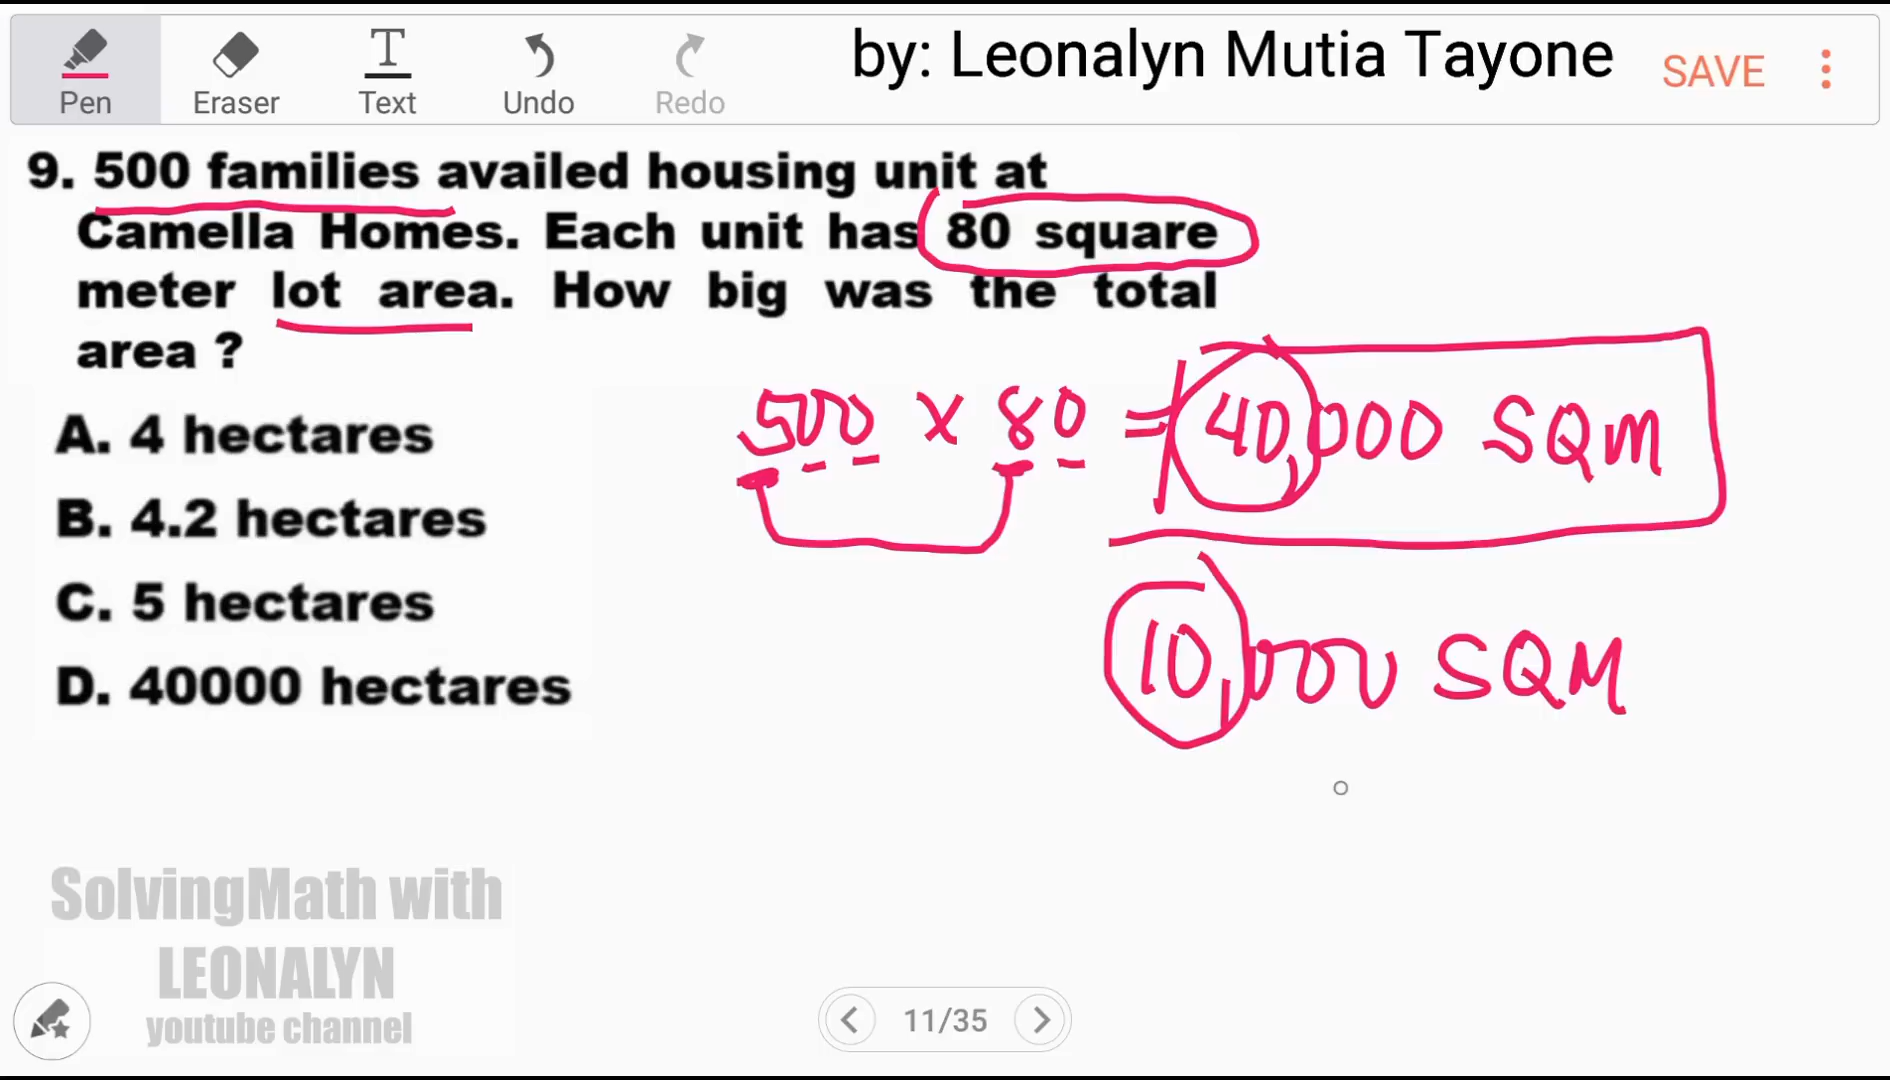 Pen Eraser Text Undo Redo by: Leonalyn Mutia Tayone SAVE
9. 500 families availed housing unit at
Camella Homes. Each unit has 80 square
meter lot area. How big was the total
area ?
500 x 80 = 40,000 SQM
A. 4 hectares
B. 4.2 hectares
C. 5 hectares
10,000 SQM
D. 40000 hectares
SolvingMath with
LEONALYN
youtube channel
11/35